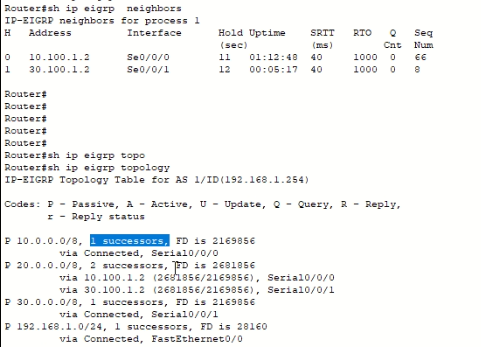 Router#sh ip eigrp  neighbors
IP-EIGRP neighbors for process 1
H   Address         Interface      Hold Uptime    SRTT   RTO   Q   Seq
                                   (sec)          (ms)        Cnt  Num
0   10.100.1.2      Se0/0/0        11   01:12:48  40     1000  0   66
1   30.100.1.2      Se0/0/1        12   00:05:17  40     1000  0   8
Router#
Router#
Router#
Router#
Router#
Router#sh ip eigrp topo
Router#sh ip eigrp topology
IP-EIGRP Topology Table for AS 1/ID(192.168.1.254)
Codes: P - Passive, A - Active, U - Update, Q - Query, R - Reply,
       r - Reply status
P 10.0.0.0/8, 1 successors, FD is 2169856
         via Connected, Serial0/0/0
P 20.0.0.0/8, 2 successors, FD is 2681856
         via 10.100.1.2 (2681856/2169856), Serial0/0/0
         via 30.100.1.2 (2681856/2169856), Serial0/0/1
P 30.0.0.0/8, 1 successors, FD is 2169856
         via Connected, Serial0/0/1
P 192.168.1.0/24, 1 successors, FD is 28160
         via Connected, FastEthernet0/0